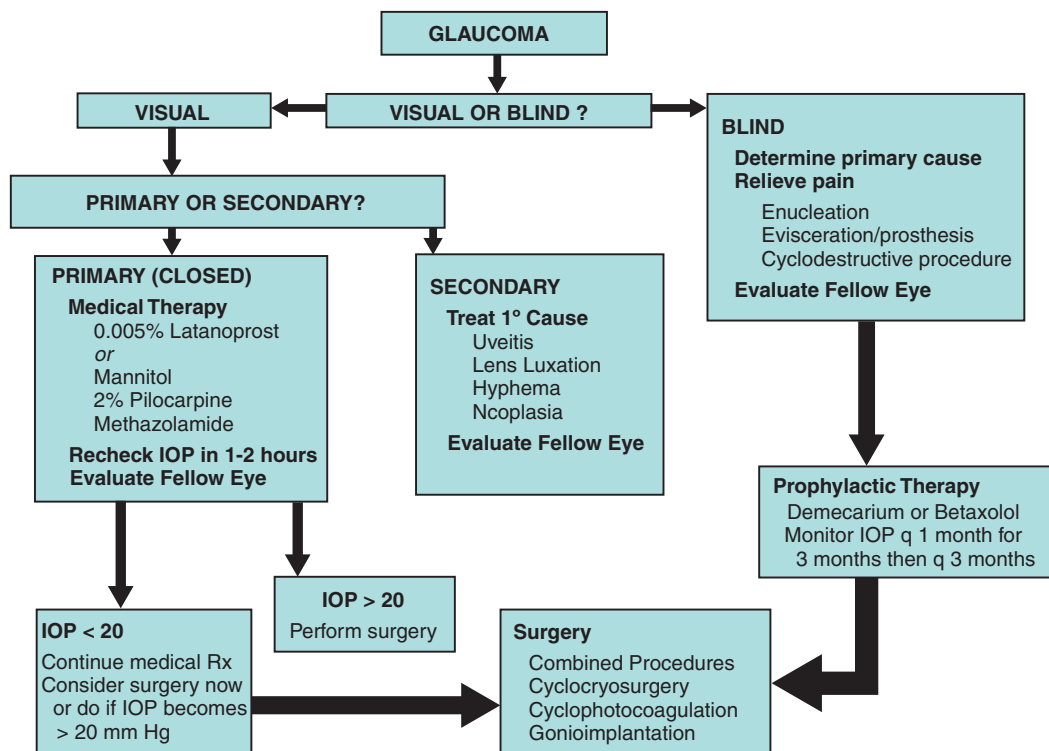 GLAUCOMA
VISUAL OR BLIND ?
VISUAL
BLIND
Determine primary cause
Relieve pain
Enucleation
Evisceration/prosthesis
Cyclodestructive procedure
Evaluate Fellow Eye
PRIMARY OR SECONDARY?
PRIMARY (CLOSED)
Medical Therapy
0.005% Latanoprost
or
Mannitol
2% Pilocarpine
Methazolamide
Recheck IOP in 1-2 hours
Evaluate Fellow Eye
SECONDARY
Treat 1º Cause
Uveitis
Lens Luxation
Hyphema
Ncoplasia
Evaluate Fellow Eye
Prophylactic Therapy
Demecarium or Betaxolol
Monitor IOP q 1 month for
3 months then q 3 months
IOP > 20
Perform surgery
IOP < 20
Continue medical Rx
Consider surgery now
or do if IOP becomes
> 20 mm Hg
Surgery
Combined Procedures
Cyclocryosurgery
Cyclophotocoagulation
Gonioimplantation